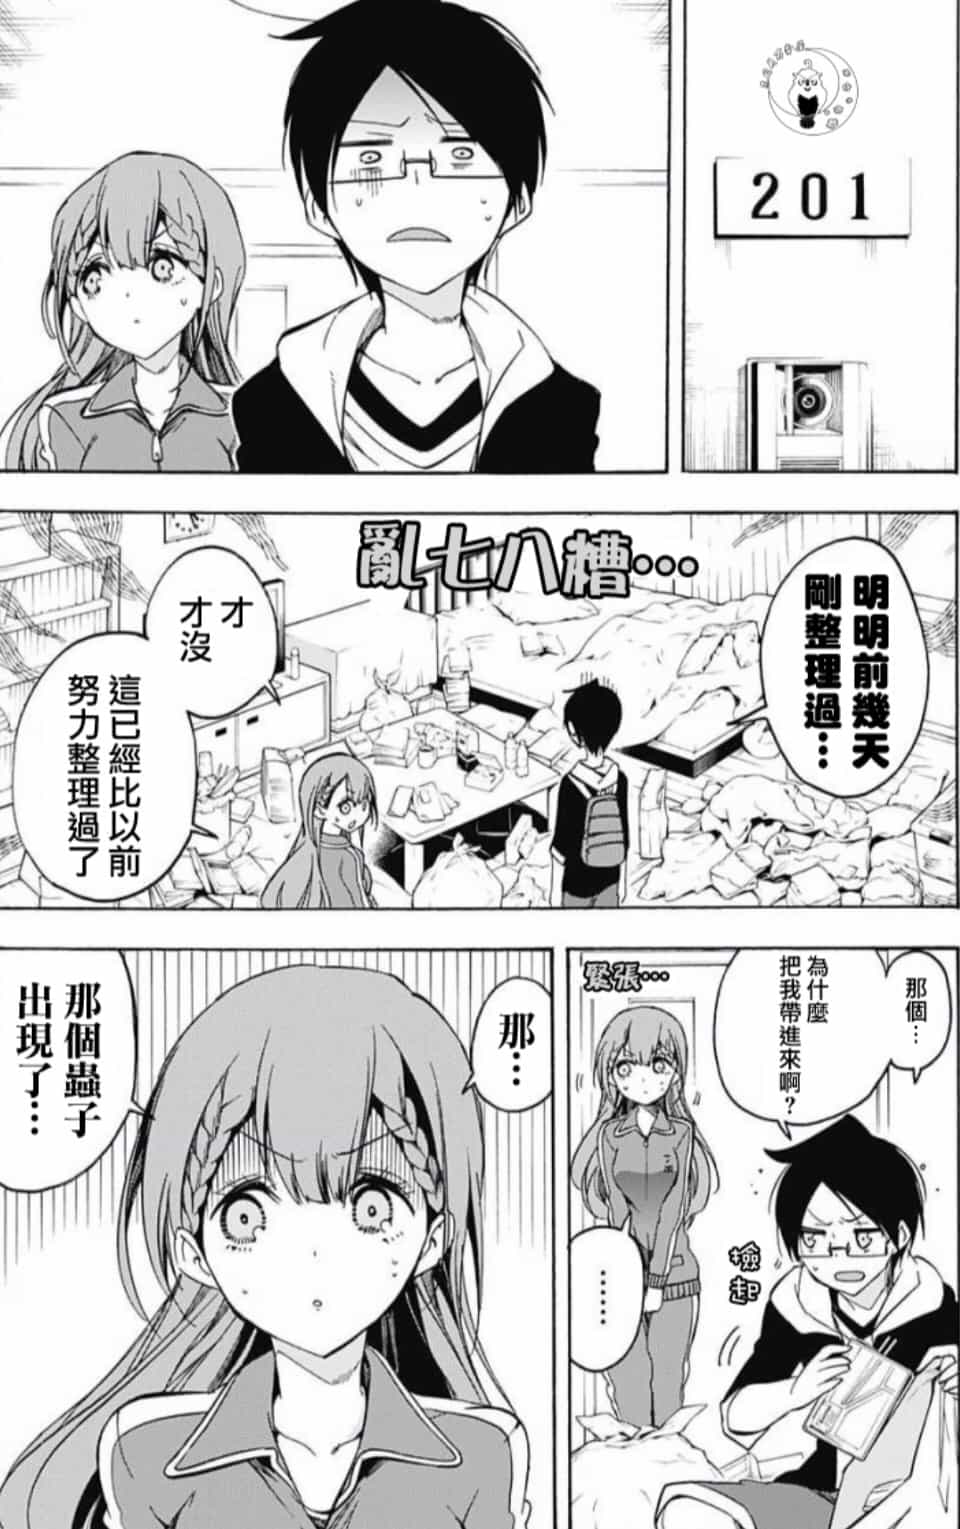 201
亂七八糟…
明明前幾天
剛整理過…
才
才沒
這已經比以前
努力整理過了
那個…
為什麼
把我帶進來啊?
緊張…
撿起
……
那…
那個蟲子
出現了…